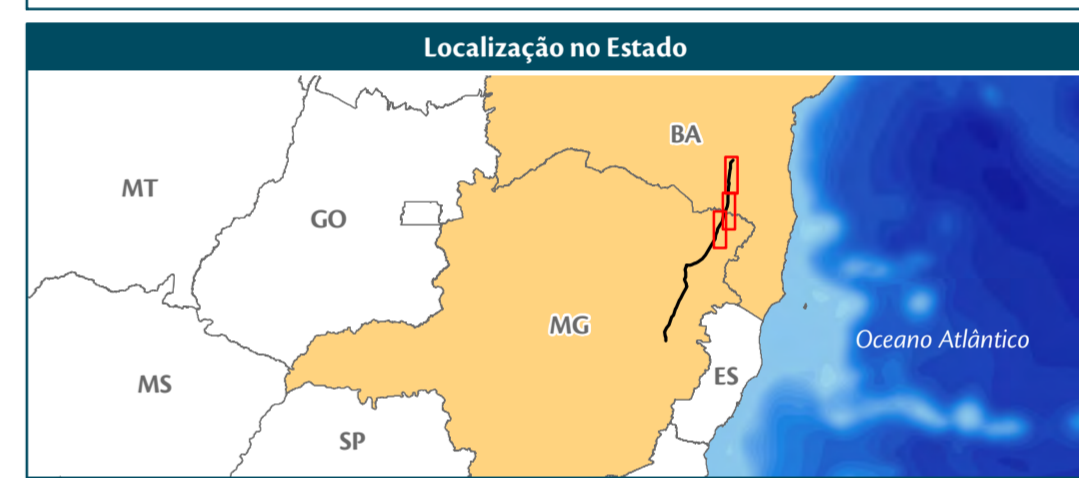 Localização no Estado
BA
MT
GO
MG
Oceano Atlântico
ES
MS
SP